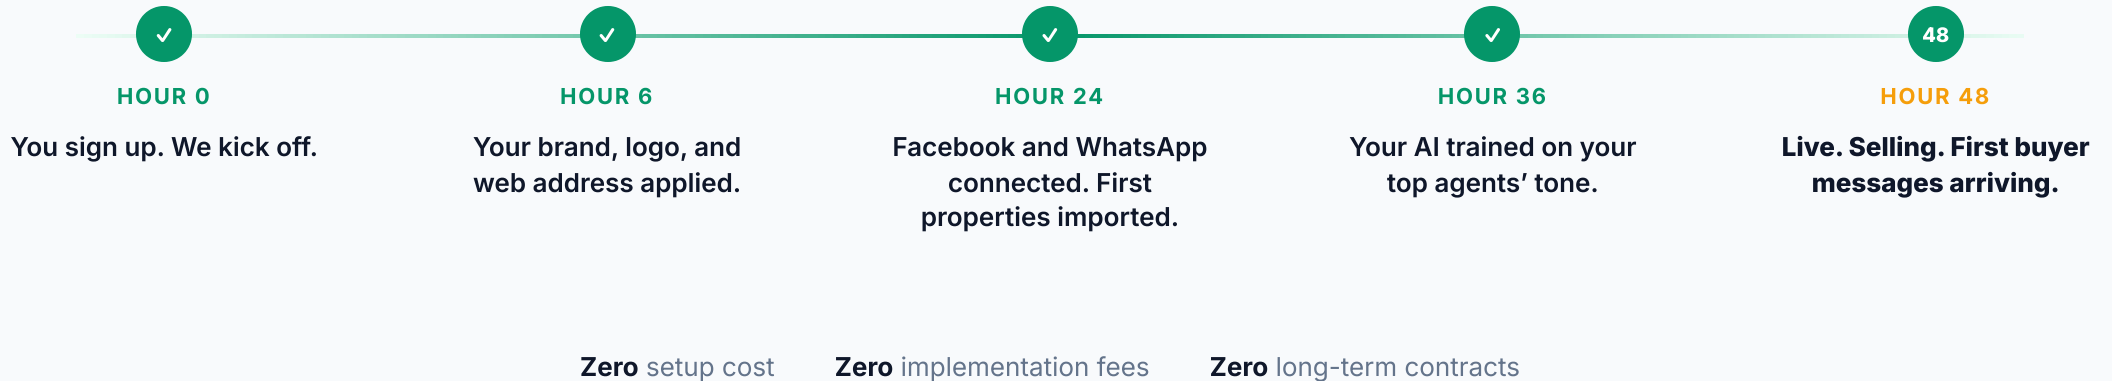 48
HOUR 0
You sign up. We kick off.
HOUR 6
Your brand, logo, and
web address applied.
HOUR 24
Facebook and WhatsApp
connected. First
properties imported.
HOUR 36
Your AI trained on your
top agents’ tone.
HOUR 48
Live. Selling. First buyer
messages arriving.
Zero setup cost
Zero implementation fees
Zero long-term contracts